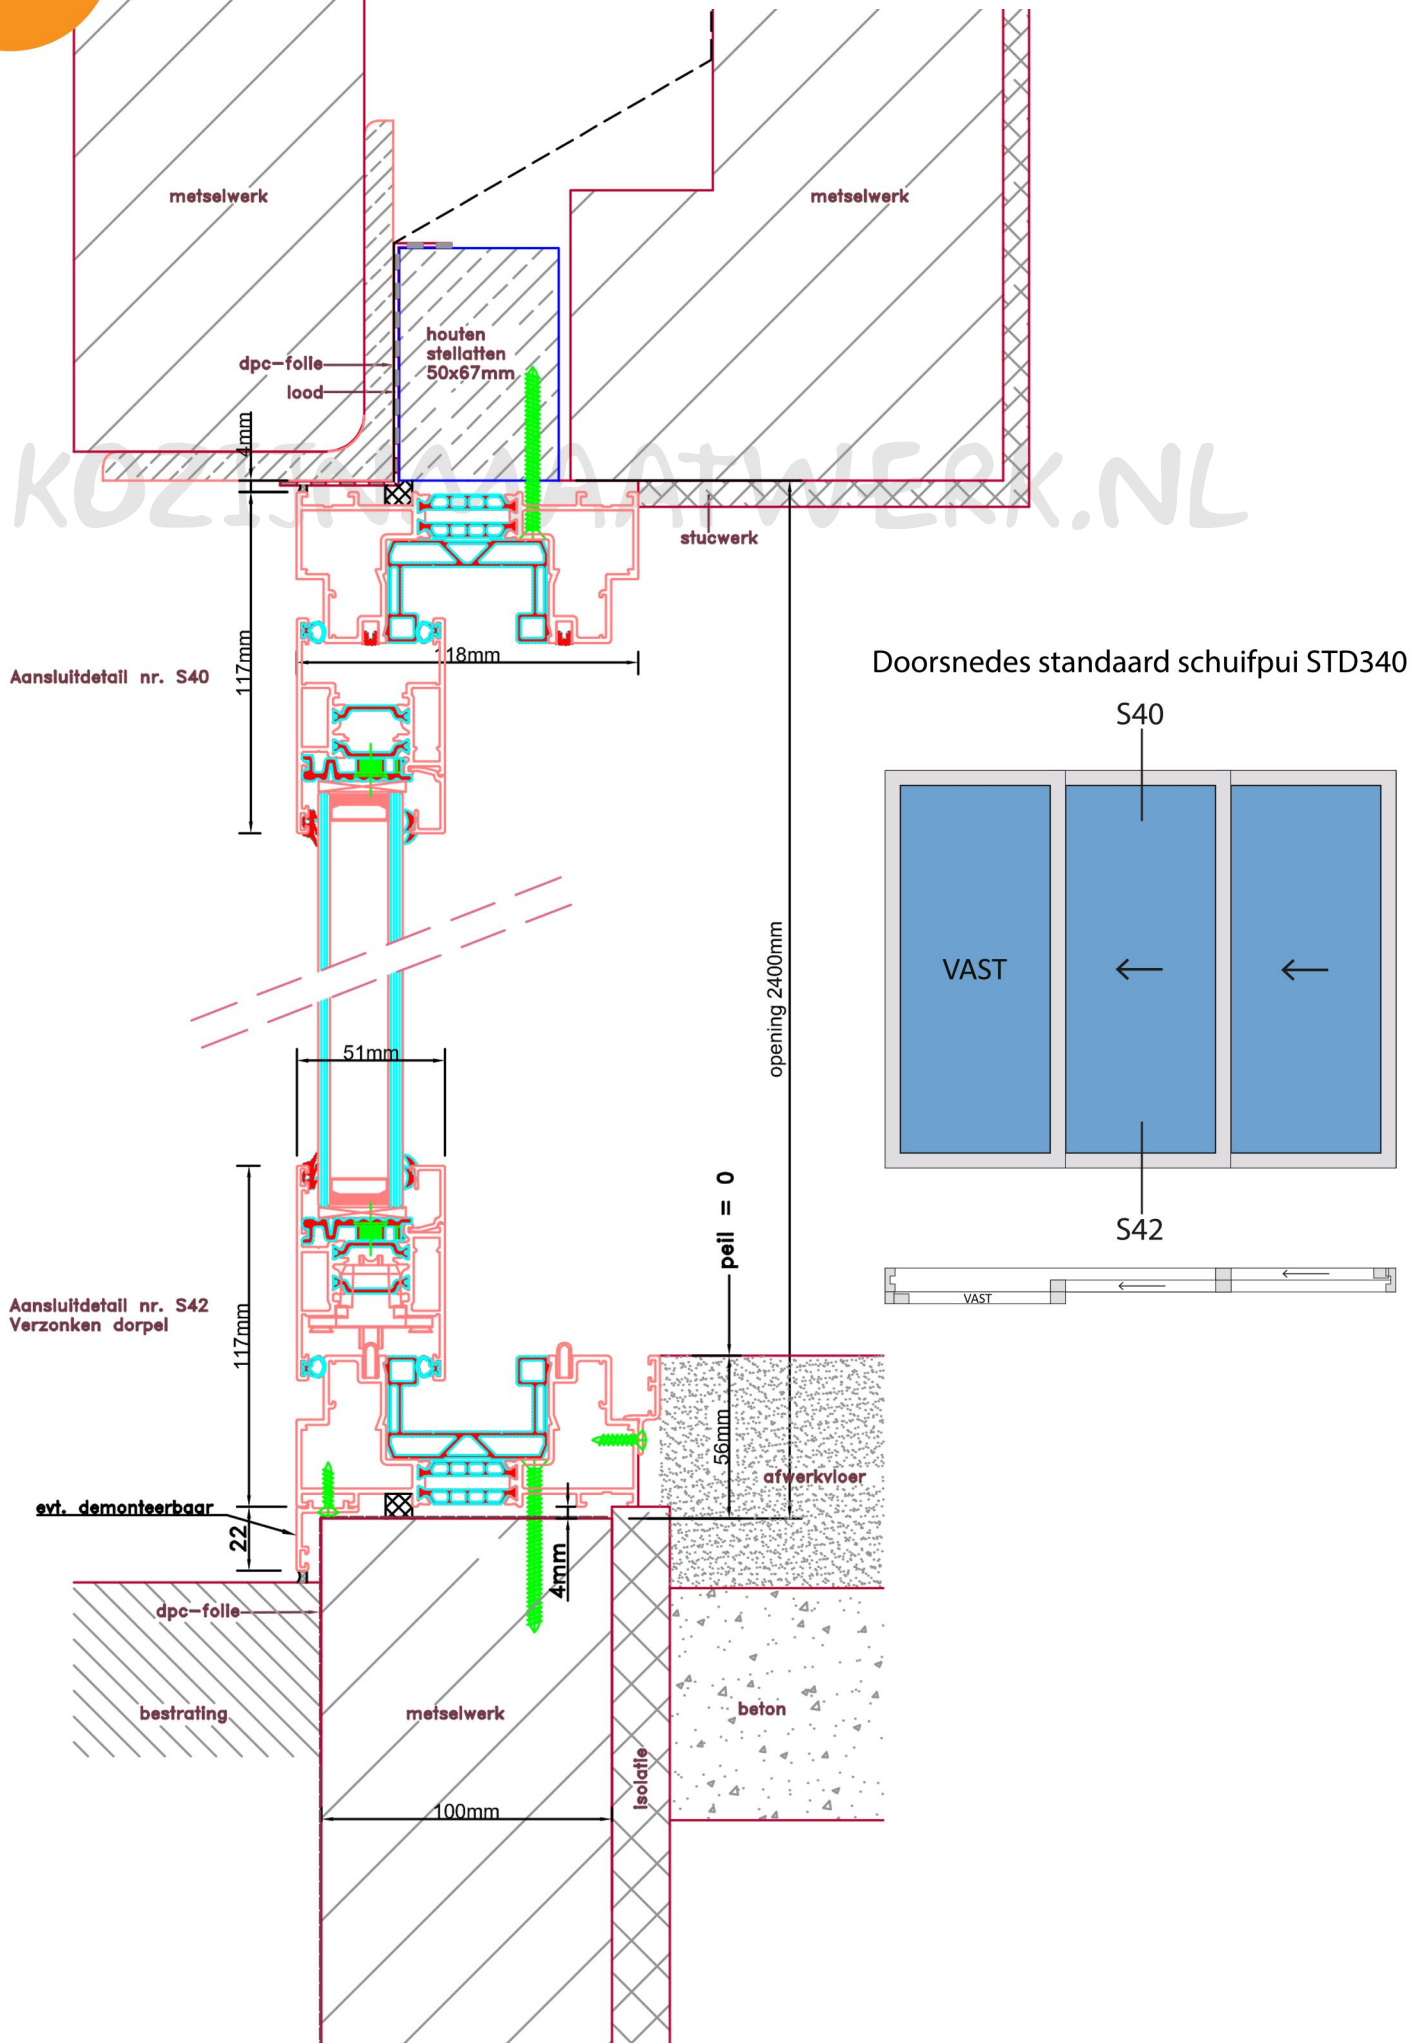 metselwerk
metselwerk
houten
stellatten
50x67mm
dpc-folie
lood
4mm
KOZIJNMAATWERK.NL
stucwerk
117mm
118mm
Aansluitdetail nr. S40
Doorsnedes standaard schuifpui STD340
S40
VAST
opening 2400mm
51mm
peil = 0
S42
VAST
Aansluitdetail nr. S42
Verzonken dorpel
117mm
56mm
afwerkvloer
evt. demonteerbaar
22
4mm
dpc-folie
bestrating
metselwerk
beton
isolatie
100mm